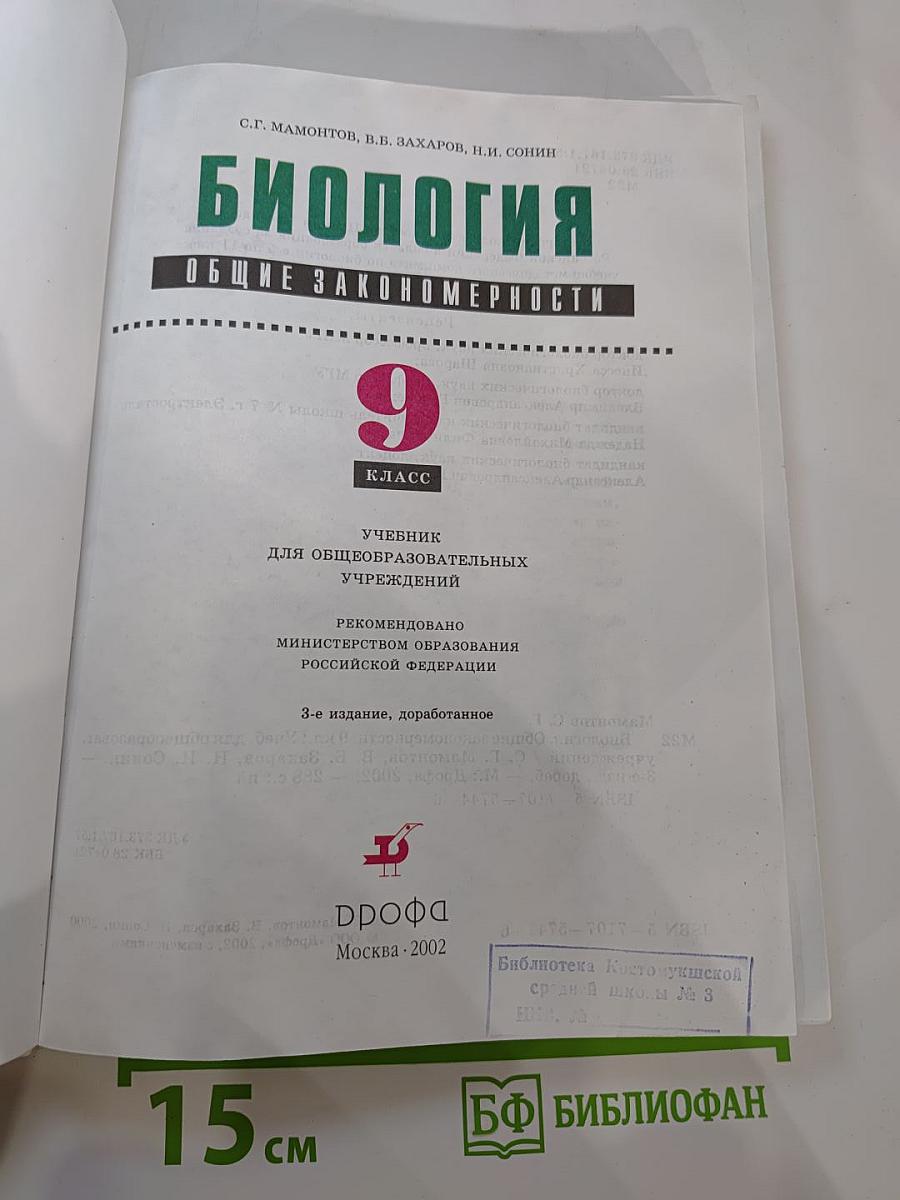 С.Г. МАМОНТОВ, В.Б. ЗАХАРОВ, Н.И. СОНИН
БИОЛОГИЯ
ОБЩИЕ ЗАКОНОМЕРНОСТИ
9
КЛАСС
УЧЕБНИК
ДЛЯ ОБЩЕОБРАЗОВАТЕЛЬНЫХ
УЧРЕЖДЕНИЙ
РЕКОМЕНДОВАНО
МИНИСТЕРСТВОМ ОБРАЗОВАНИЯ
РОССИЙСКОЙ ФЕДЕРАЦИИ
3-е издание, доработанное
дрофа
Москва · 2002
Библиотека Костомукшской
средней школы № 3
15 см
БФ БИБЛИОФАН